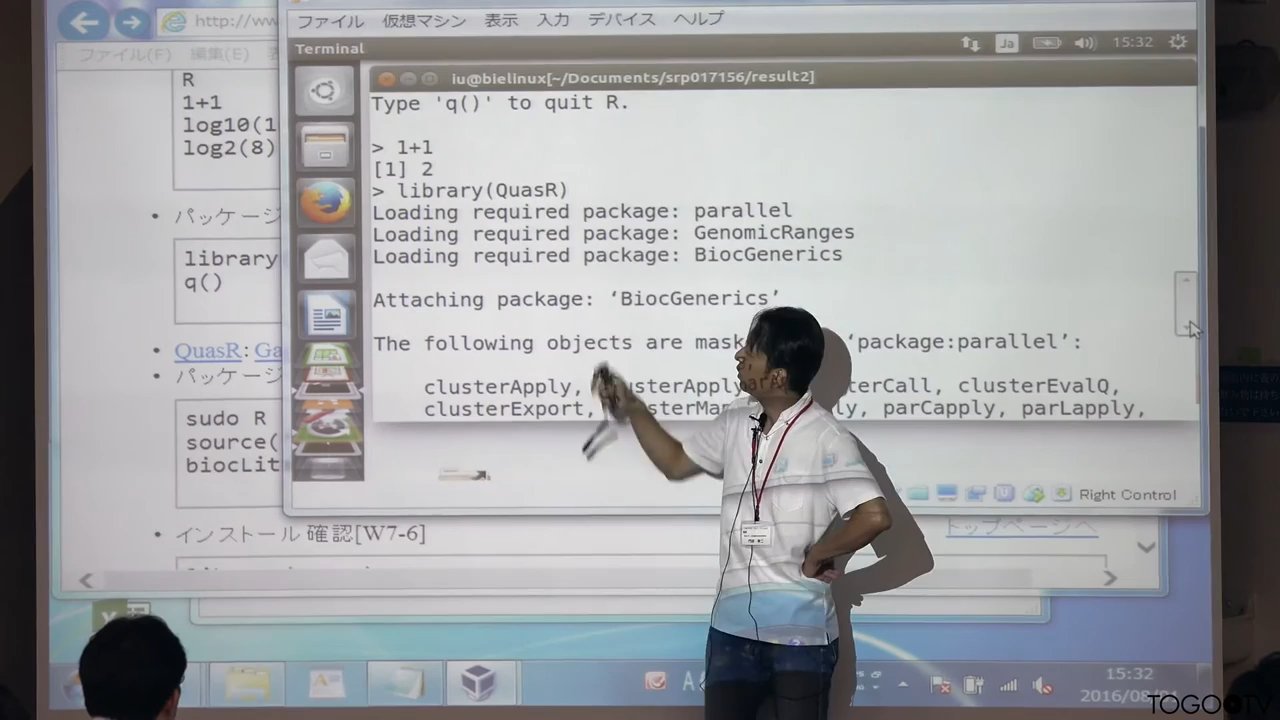 http://ww
ファイル(F) 編集(E)
R
1+1
log10(1
log2(8)
パッケージ
library
q()
QuasR: Ga
パッケージ
sudo R
source(
biocLit
インストール 確認[W7-6]
ファイル 仮想マシン 表示 入力 デバイス ヘルプ
Terminal
Ja
15:32
iu@bielinux[~/Documents/srp017156/result2]
Type 'q()' to quit R.
> 1+1
[1] 2
> library(QuasR)
Loading required package: parallel
Loading required package: GenomicRanges
Loading required package: BiocGenerics
Attaching package: ‘BiocGenerics’
The following objects are mask ‘package:parallel’:
clusterApply, usterApply terCall, clusterEvalQ,
clusterExport, usterMa ly, parCapply, parLapply,
Right Control
トップページへ
A
15:32
2016/08/
TOGOTV